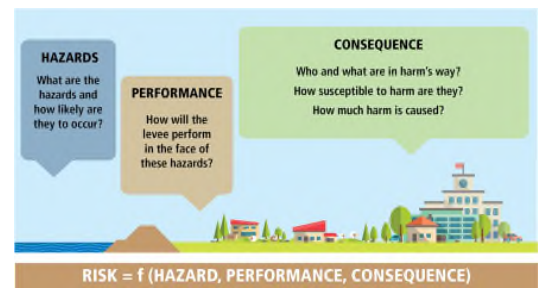 HAZARDS
What are the
hazards and
how likely are
they to occur?
PERFORMANCE
How will the
levee perform
in the face of
these hazards?
CONSEQUENCE
Who and what are in harm's way?
How susceptible to harm are they?
How much harm is caused?
RISK = f (HAZARD, PERFORMANCE, CONSEQUENCE)